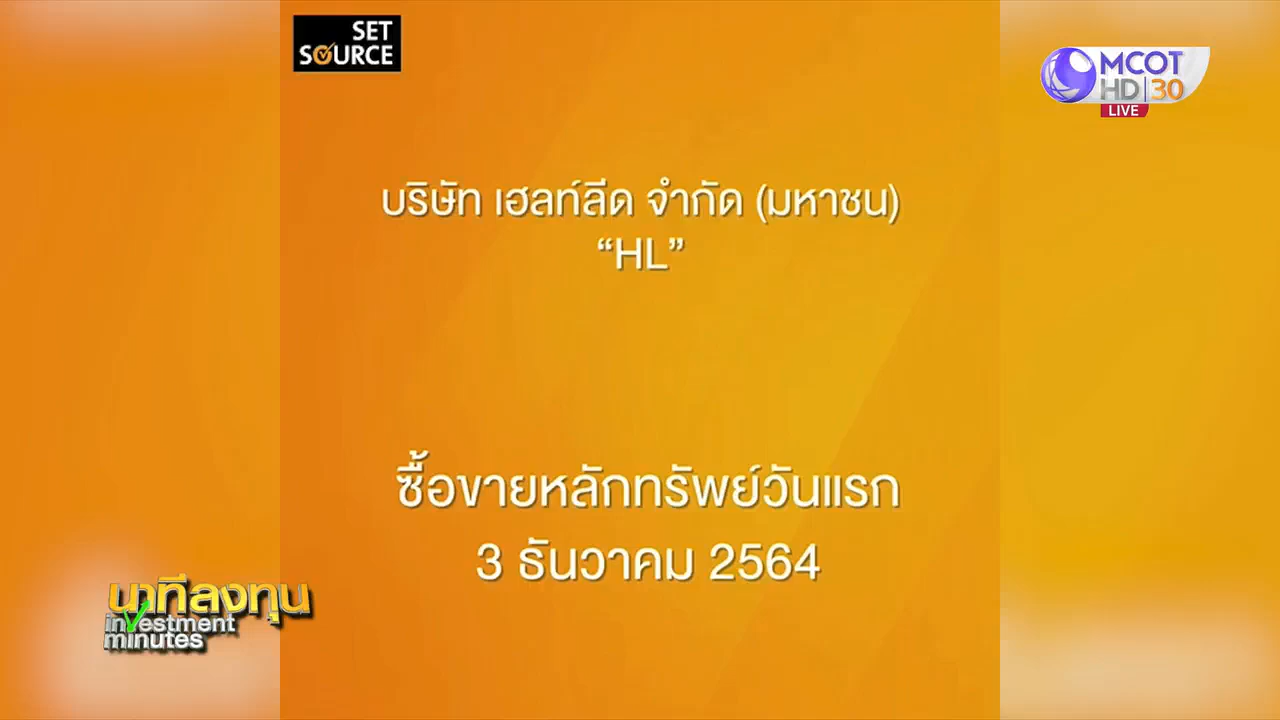 SET
SOURCE
MCOT
HD 30
LIVE
บริษัท เฮลท์ลีด จำกัด (มหาชน)
“HL”
ซื้อขายหลักทรัพย์วันแรก
3 ธันวาคม 2564
นาทีลงทุน
investment
minutes